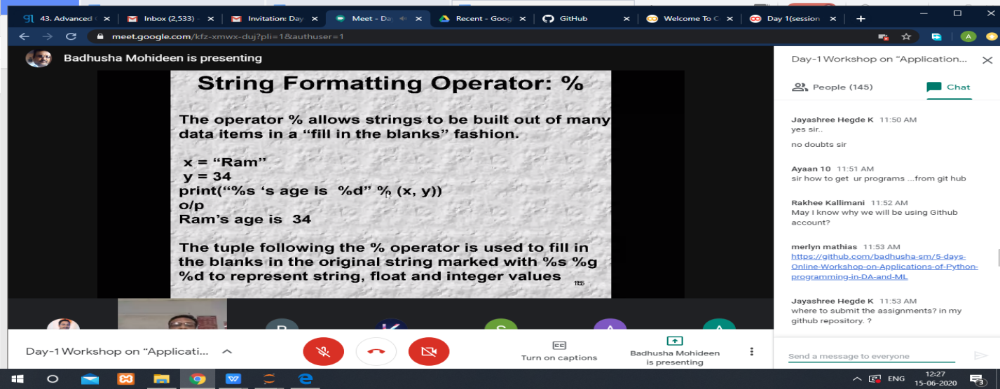 43. Advanced
Inbox (2,533) -
Invitation: Day
Meet - Da
Recent - Goog
GitHub
Welcome To C
Day 1(session
meet.google.com/kfz-xmwx-duj?pli=1&authuser=1
A
Badhusha Mohideen is presenting
String Formatting Operator: %
The operator % allows strings to be built out of many
data items in a “fill in the blanks” fashion.
x = “Ram”
y = 34
print(“%s ‘s age is %d” % (x, y))
o/p
Ram’s age is 34
The tuple following the % operator is used to fill in
the blanks in the original string marked with %s %g
%d to represent string, float and integer values
Day-1 Workshop on “Applicati...
Turn on captions
Badhusha Mohideen
is presenting
Day-1 Workshop on “Application...
People (145)
Chat
Jayashree Hegde K 11:50 AM
yes sir..
no doubts sir
Ayaan 10 11:51 AM
sir how to get ur programs ...from git hub
Rakhee Kallimani 11:52 AM
May I know why we will be using Github
account?
merlyn mathias 11:53 AM
https://github.com/badhusha-sm/5-days-
Online-Workshop-on-Applications-of-Python-
programming-in-DA-and-ML
Jayashree Hegde K 11:53 AM
where to submit the assignments? in my
github repository. ?
Send a message to everyone
ENG
12:27
15-06-2020
3